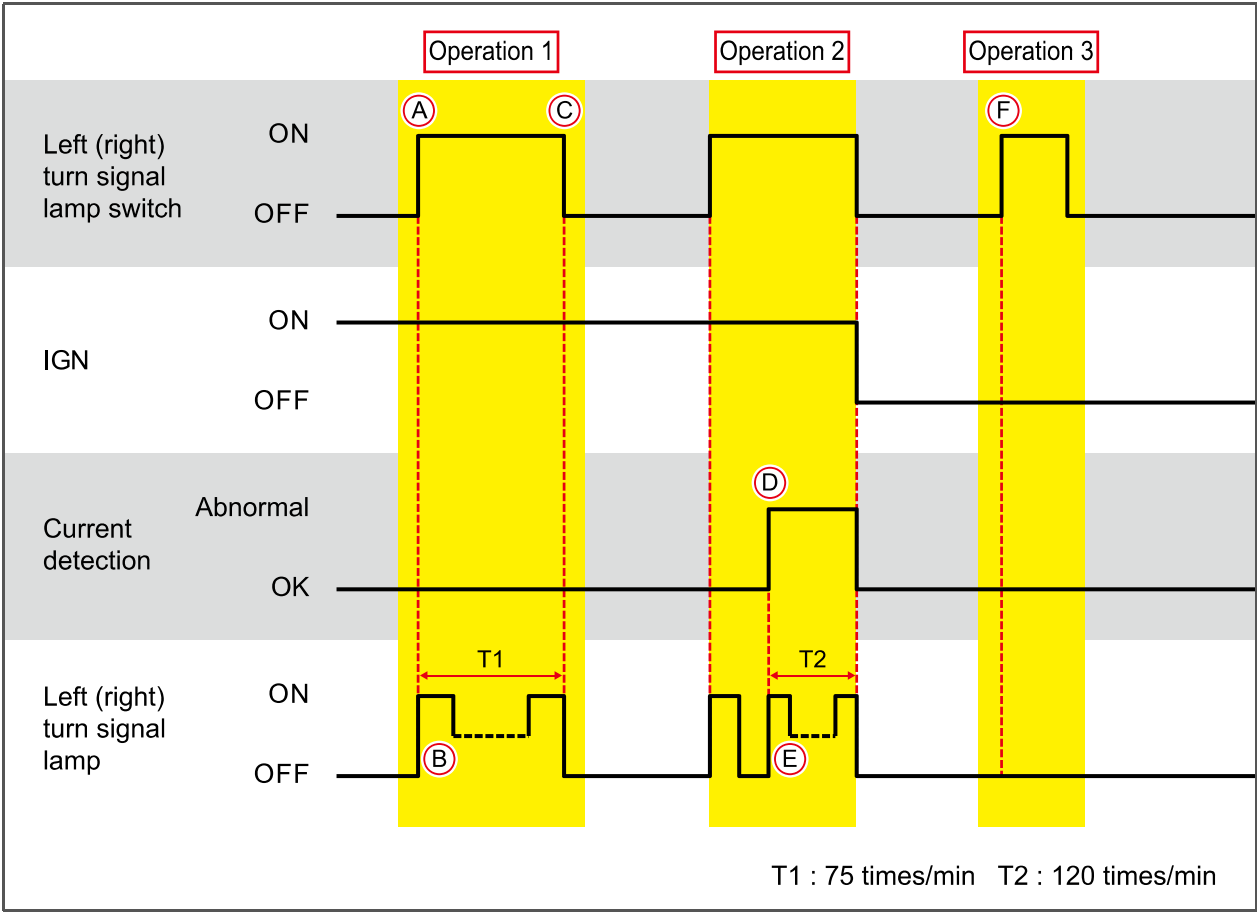 Operation 1
Operation 2
Operation 3
A
C
F
Left (right)
turn signal
lamp switch
ON
OFF
IGN
ON
OFF
D
Current
detection
Abnormal
OK
T1
T2
Left (right)
turn signal
lamp
ON
OFF
B
E
T1 : 75 times/min T2 : 120 times/min